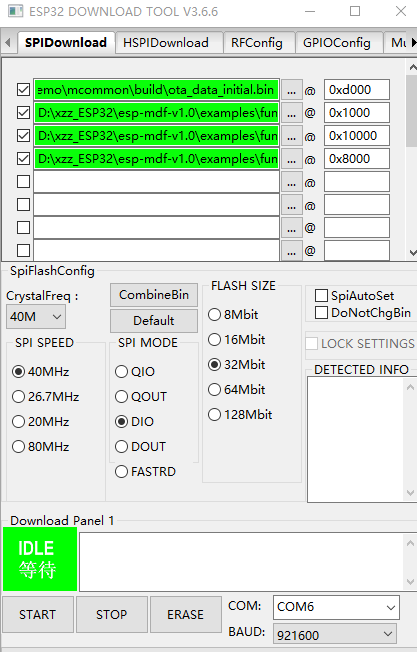 ESP32 DOWNLOAD TOOL V3.6.6
SPIDownload HSPIDownload RFConfig GPIOConfig Mu
emo\mcommon\build\ota_data_initial.bin ... @ 0xd000
D:\xzz_ESP32\esp-mdf-v1.0\examples\fun ... @ 0x1000
D:\xzz_ESP32\esp-mdf-v1.0\examples\fun ... @ 0x10000
D:\xzz_ESP32\esp-mdf-v1.0\examples\fun ... @ 0x8000
... @
... @
... @
... @
SpiFlashConfig
CrystalFreq :
40M
CombineBin
Default
SPI SPEED
40MHz
26.7MHz
20MHz
80MHz
SPI MODE
QIO
QOUT
DIO
DOUT
FASTRD
FLASH SIZE
8Mbit
16Mbit
32Mbit
64Mbit
128Mbit
SpiAutoSet
DoNotChgBin
LOCK SETTINGS
DETECTED INFO
Download Panel 1
IDLE
等待
START STOP ERASE
COM: COM6
BAUD: 921600